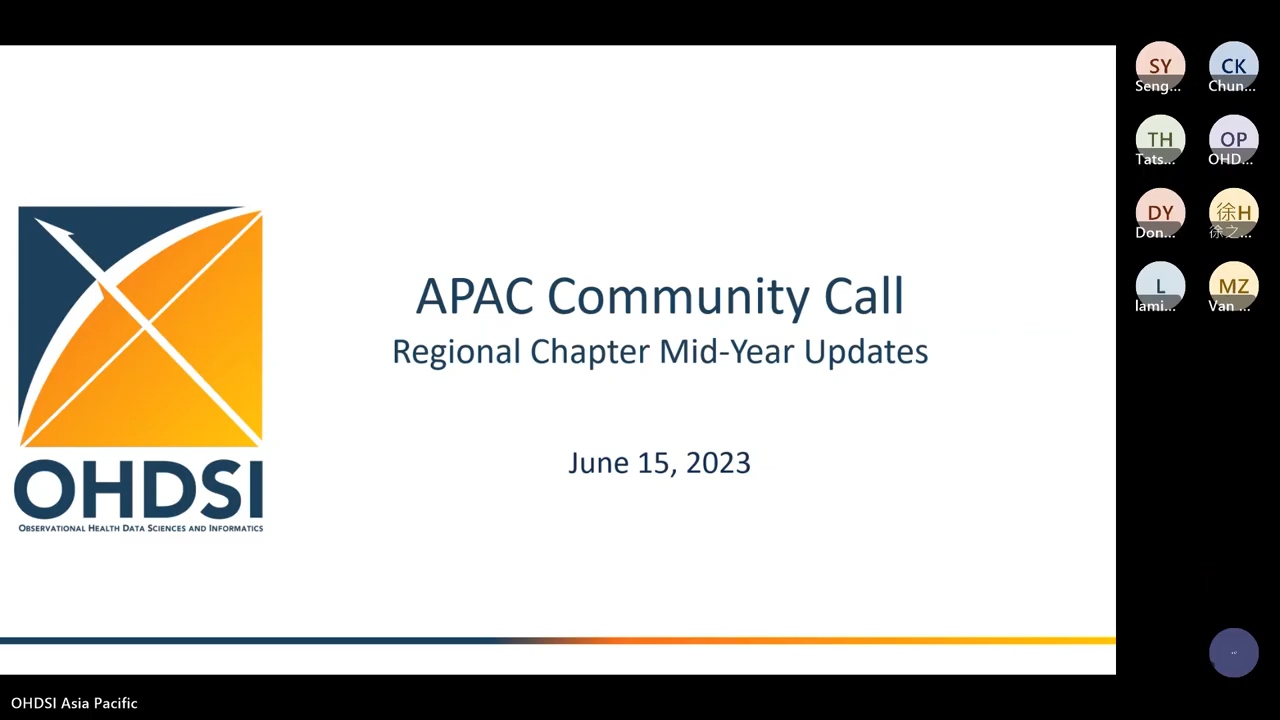 APAC Community Call
Regional Chapter Mid-Year Updates
June 15, 2023
OHDSI
OBSERVATIONAL HEALTH DATA SCIENCES AND INFORMATICS
OHDSI Asia Pacific
SY
Seng...
CK
Chun...
TH
Tats...
OP
OHD...
DY
Don...
徐H
徐之...
L
lami...
MZ
Van ...